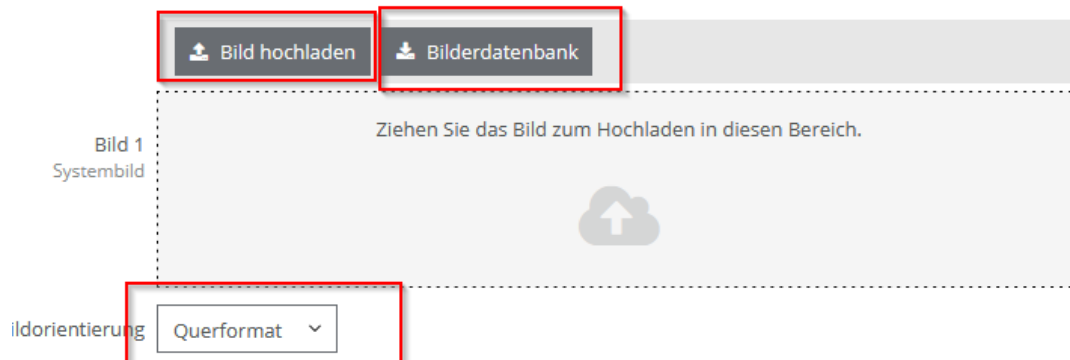 Bild hochladen Bilderdatenbank
Ziehen Sie das Bild zum Hochladen in diesen Bereich.
Bild 1
Systembild
ildorientierung Querformat